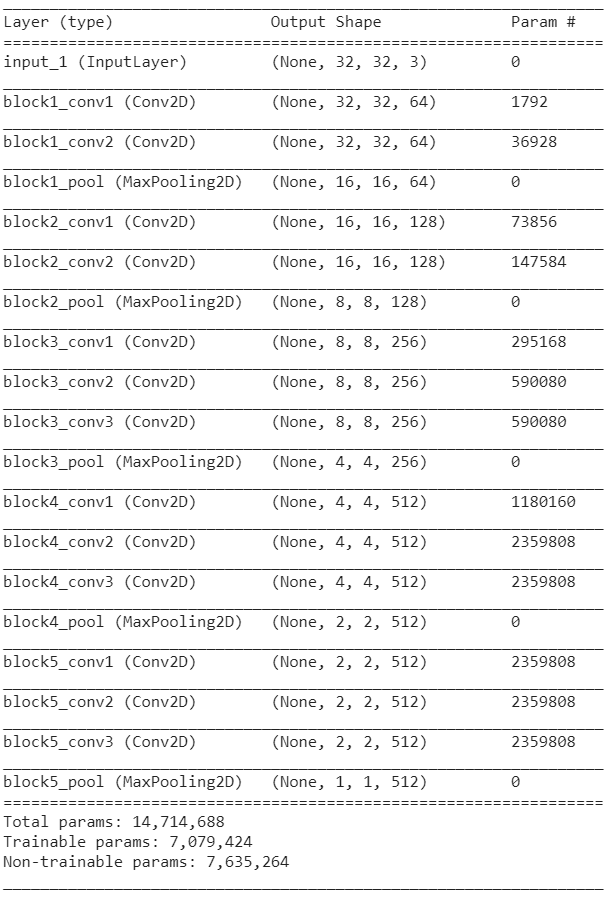 Layer (type) Output Shape Param #
=================================================================
input_1 (InputLayer) (None, 32, 32, 3) 0
block1_conv1 (Conv2D) (None, 32, 32, 64) 1792
block1_conv2 (Conv2D) (None, 32, 32, 64) 36928
block1_pool (MaxPooling2D) (None, 16, 16, 64) 0
block2_conv1 (Conv2D) (None, 16, 16, 128) 73856
block2_conv2 (Conv2D) (None, 16, 16, 128) 147584
block2_pool (MaxPooling2D) (None, 8, 8, 128) 0
block3_conv1 (Conv2D) (None, 8, 8, 256) 295168
block3_conv2 (Conv2D) (None, 8, 8, 256) 590080
block3_conv3 (Conv2D) (None, 8, 8, 256) 590080
block3_pool (MaxPooling2D) (None, 4, 4, 256) 0
block4_conv1 (Conv2D) (None, 4, 4, 512) 1180160
block4_conv2 (Conv2D) (None, 4, 4, 512) 2359808
block4_conv3 (Conv2D) (None, 4, 4, 512) 2359808
block4_pool (MaxPooling2D) (None, 2, 2, 512) 0
block5_conv1 (Conv2D) (None, 2, 2, 512) 2359808
block5_conv2 (Conv2D) (None, 2, 2, 512) 2359808
block5_conv3 (Conv2D) (None, 2, 2, 512) 2359808
block5_pool (MaxPooling2D) (None, 1, 1, 512) 0
=================================================================
Total params: 14,714,688
Trainable params: 7,079,424
Non-trainable params: 7,635,264